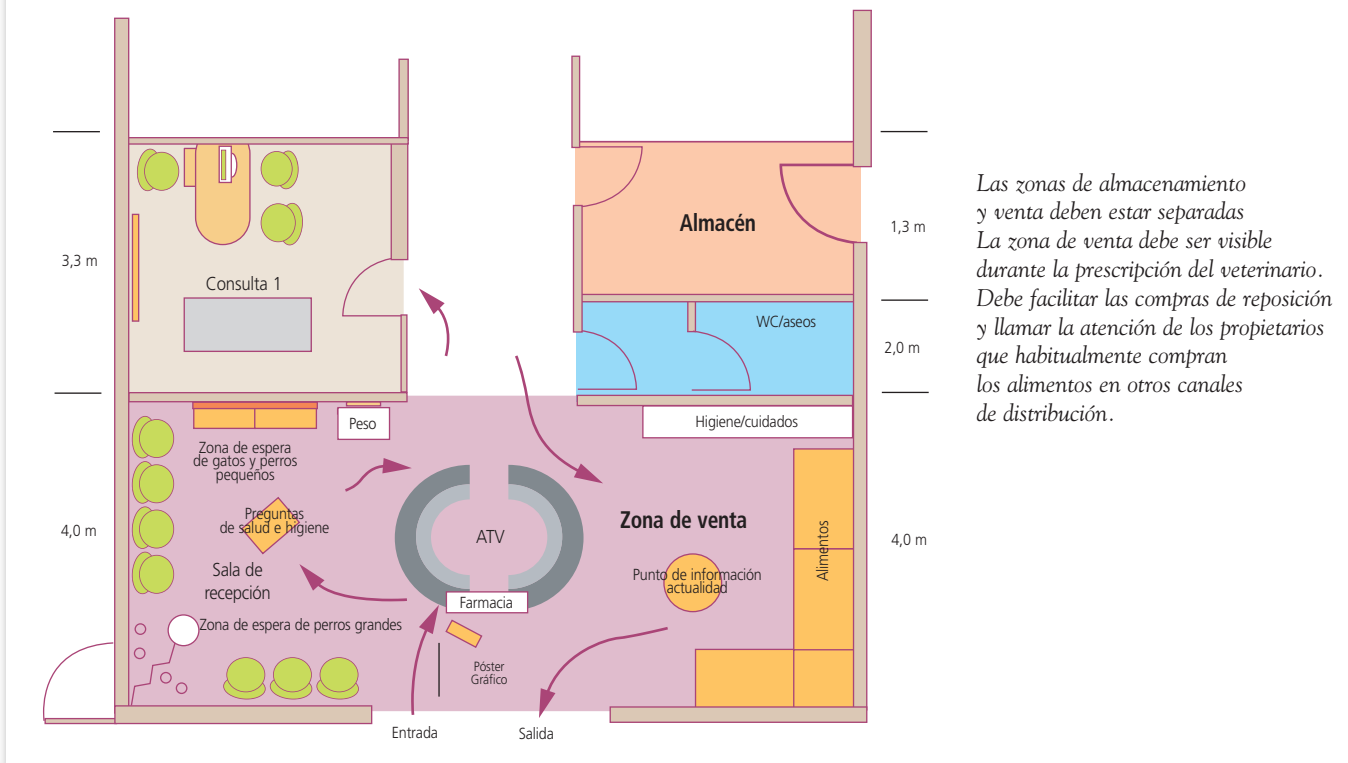 3,3 m
4,0 m
Consulta 1
Almacén
WC/aseos
1,3 m
2,0 m
4,0 m
Peso
Higiene/cuidados
Zona de espera
de gatos y perros
pequeños
Preguntas
de salud e higiene
Sala de
recepción
Zona de espera de perros grandes
ATV
Farmacia
Póster
Gráfico
Zona de venta
Punto de información
actualidad
Alimentos
Entrada
Salida
Las zonas de almacenamiento
y venta deben estar separadas
La zona de venta debe ser visible
durante la prescripción del veterinario.
Debe facilitar las compras de reposición
y llamar la atención de los propietarios
que habitualmente compran
los alimentos en otros canales
de distribución.